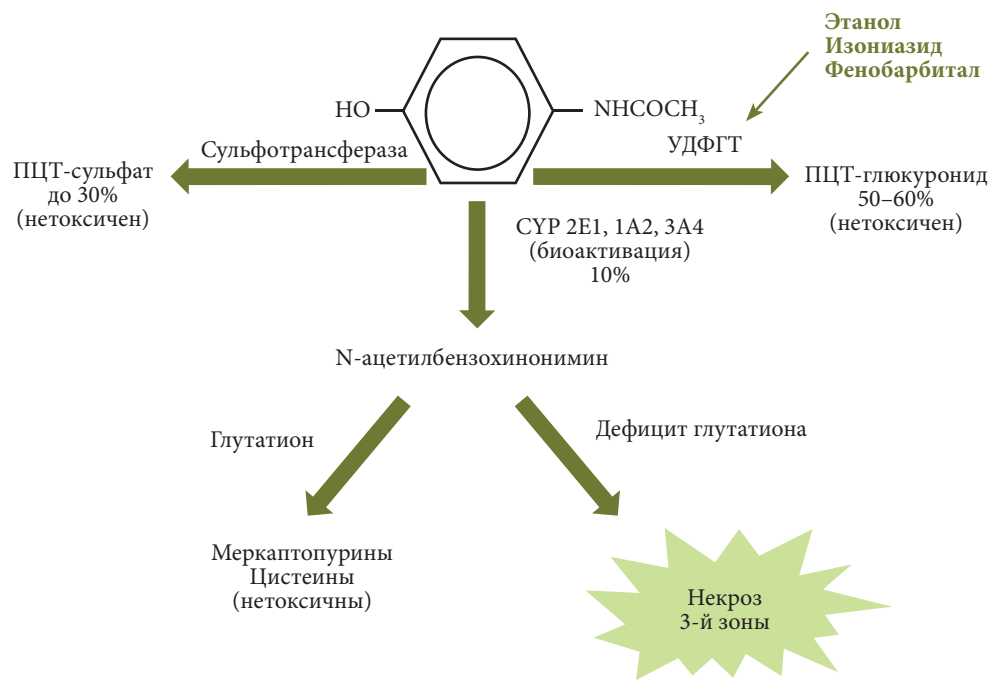 Этанол
Изониазид
Фенобарбитал
HO
NHCOCH3
Сульфотрансфераза
УДФГТ
ПЦТ-сульфат
до 30%
(нетоксичен)
ПЦТ-глюкуронид
50–60%
(нетоксичен)
CYP 2E1, 1A2, 3A4
(биоактивация)
10%
N-ацетилбензохинонимин
Глутатион
Дефицит глутатиона
Меркаптопурины
Цистеины
(нетоксичны)
Некроз
3-й зоны